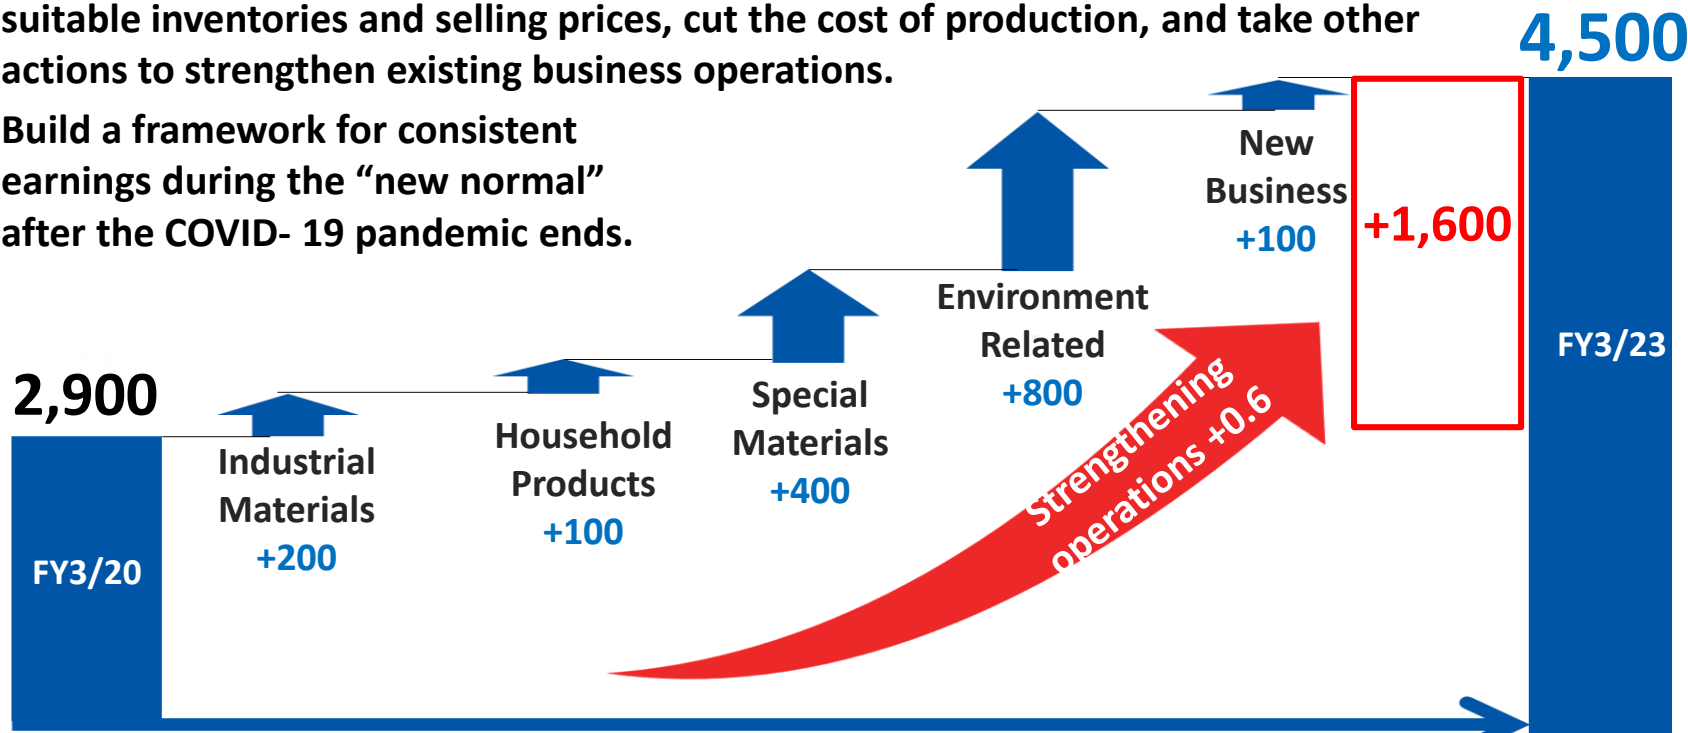 suitable inventories and selling prices, cut the cost of production, and take other
actions to strengthen existing business operations.
Build a framework for consistent
earnings during the “new normal”
after the COVID- 19 pandemic ends.
4,500
New
Business
+100
+1,600
Environment
Related
+800
FY3/23
2,900
Special
Materials
+400
Household
Products
+100
Industrial
Materials
+200
FY3/20
Strengthening
operations +0.6